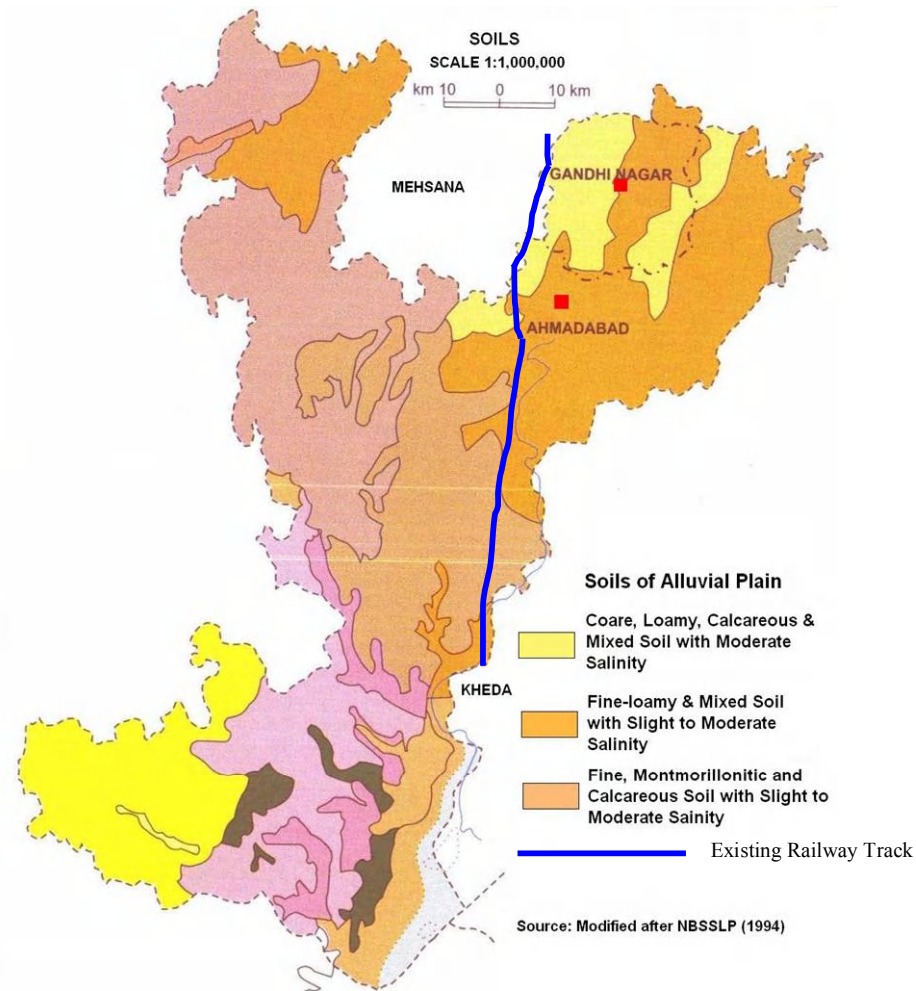 SOILS
SCALE 1:1,000,000
km 10 0 10 km
MEHSANA
GANDHI NAGAR
AHMADABAD
KHEDA
Soils of Alluvial Plain
Coare, Loamy, Calcareous &
Mixed Soil with Moderate
Salinity
Fine-loamy & Mixed Soil
with Slight to Moderate
Salinity
Fine, Montmorillonitic and
Calcareous Soil with Slight to
Moderate Sainity
Existing Railway Track
Source: Modified after NBSSLP (1994)